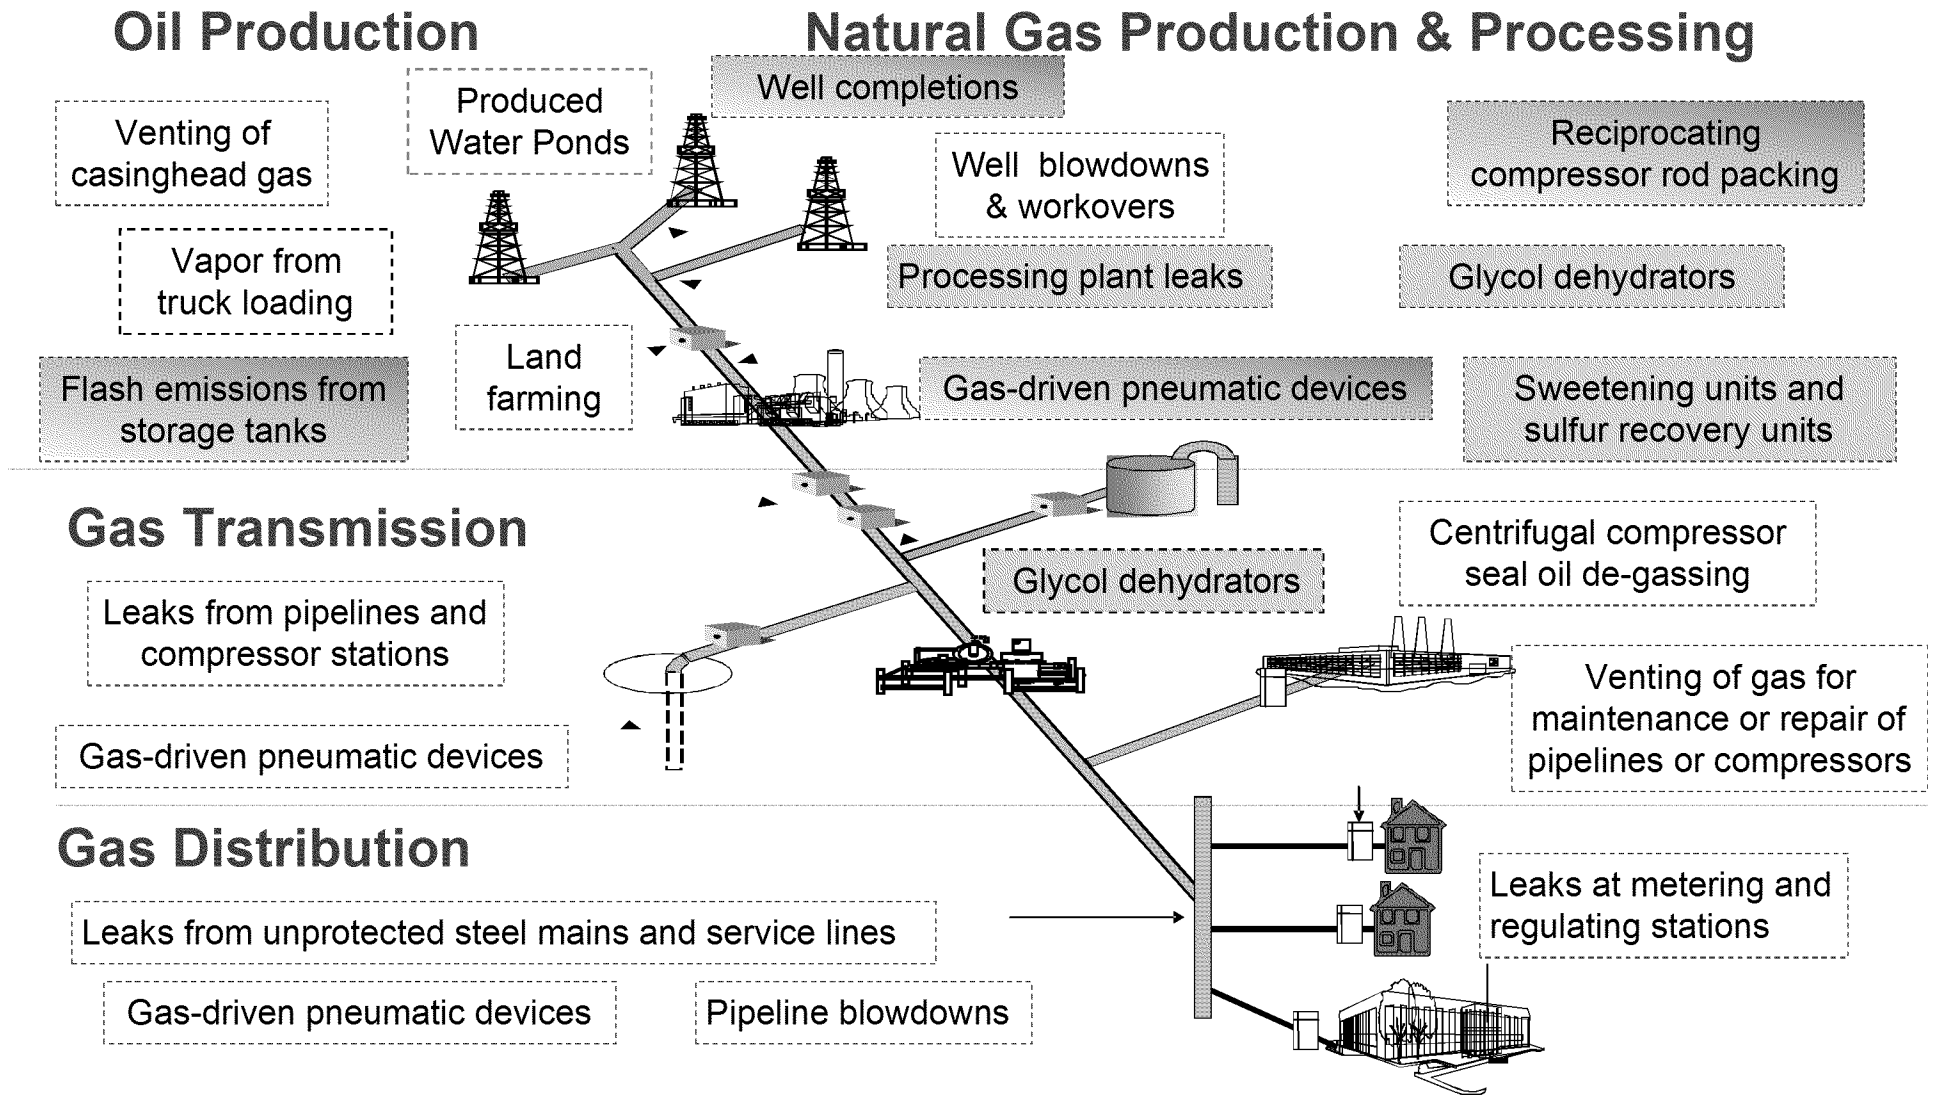 Oil Production
Natural Gas Production & Processing
Venting of
casinghead gas
Produced
Water Ponds
Well completions
Well blowdowns
& workovers
Reciprocating
compressor rod packing
Vapor from
truck loading
Processing plant leaks
Glycol dehydrators
Flash emissions from
storage tanks
Land
farming
Gas-driven pneumatic devices
Sweetening units and
sulfur recovery units
Gas Transmission
Centrifugal compressor
seal oil de-gassing
Glycol dehydrators
Leaks from pipelines and
compressor stations
Venting of gas for
maintenance or repair of
pipelines or compressors
Gas-driven pneumatic devices
Gas Distribution
Leaks at metering and
regulating stations
Leaks from unprotected steel mains and service lines
Gas-driven pneumatic devices
Pipeline blowdowns